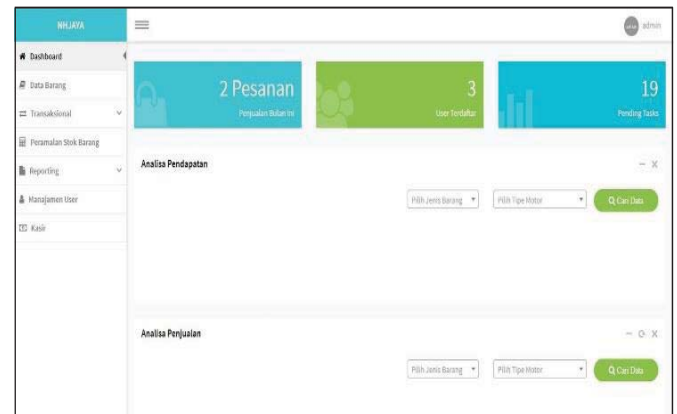 NHJAYA
admin
Dashboard
Data Barang
Transaksional
Peramalan Stok Barang
Reporting
Manajamen User
Kasir
2 Pesanan
Penjualan Bulan Ini
3
User Terdaftar
19
Pending Tasks
Analisa Pendapatan
Pilih Jenis Barang
Pilih Tipe Motor
Cari Data
Analisa Penjualan
Pilih Jenis Barang
Pilih Tipe Motor
Cari Data